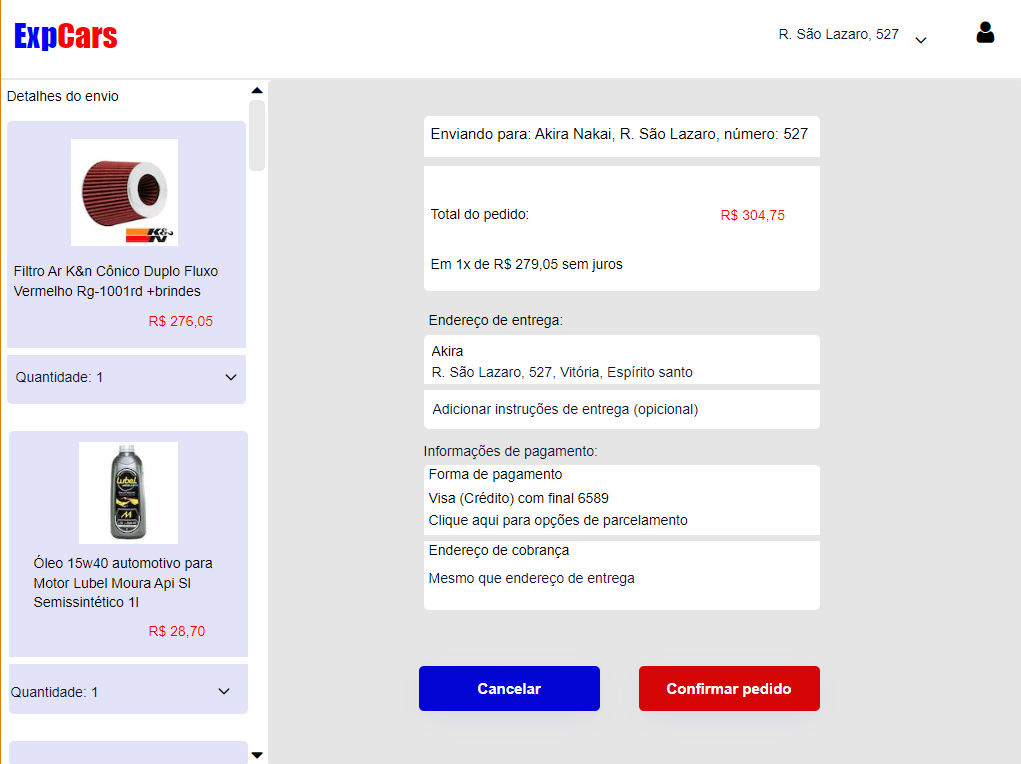 ExpCars
R. São Lazaro, 527
Detalhes do envio
K&N
Filtro Ar K&n Cônico Duplo Fluxo
Vermelho Rg-1001rd +brindes
R$ 276,05
Quantidade: 1
Lubel
M
Óleo 15w40 automotivo para
Motor Lubel Moura Api Sl
Semissintético 1l
R$ 28,70
Quantidade: 1
Enviando para: Akira Nakai, R. São Lazaro, número: 527
Total do pedido:
R$ 304,75
Em 1x de R$ 279,05 sem juros
Endereço de entrega:
Akira
R. São Lazaro, 527, Vitória, Espírito santo
Adicionar instruções de entrega (opicional)
Informações de pagamento:
Forma de pagamento
Visa (Crédito) com final 6589
Clique aqui para opções de parcelamento
Endereço de cobrança
Mesmo que endereço de entrega
Cancelar
Confirmar pedido